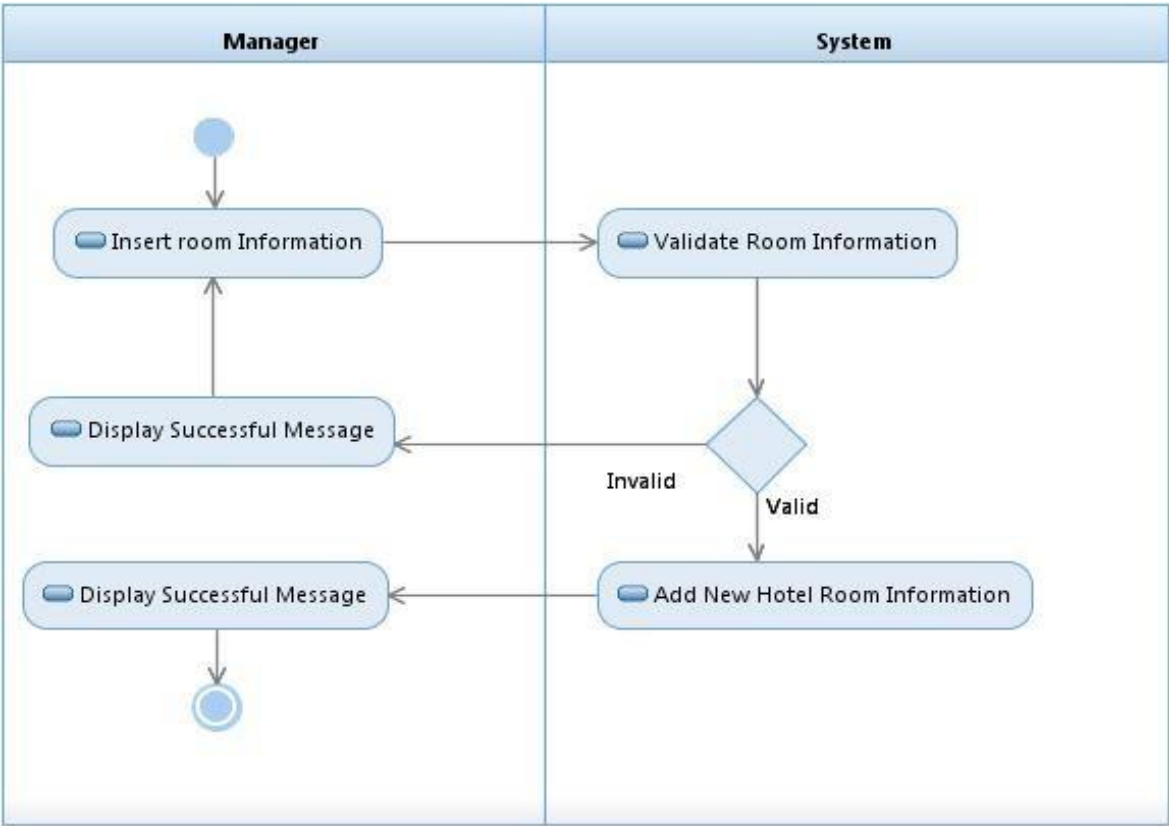 Manager
System
Insert room Information
Validate Room Information
Display Successful Message
Invalid
Valid
Display Successful Message
Add New Hotel Room Information